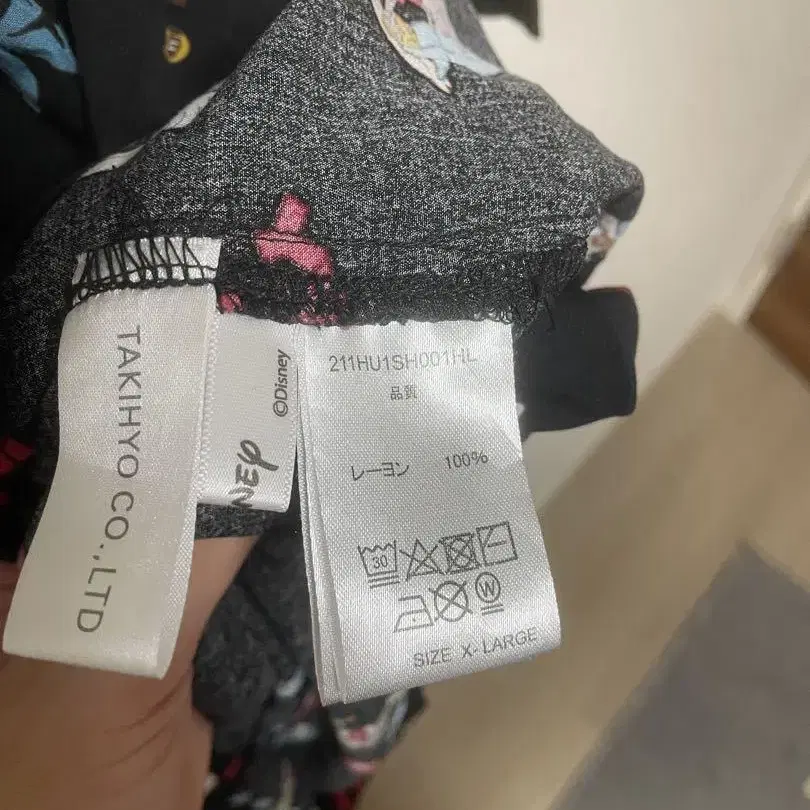 TAKIHYO CO.,LTD
©Disney
211HU1SH001HL
品質
レーヨン 100%
30
W
SIZE X-LARGE